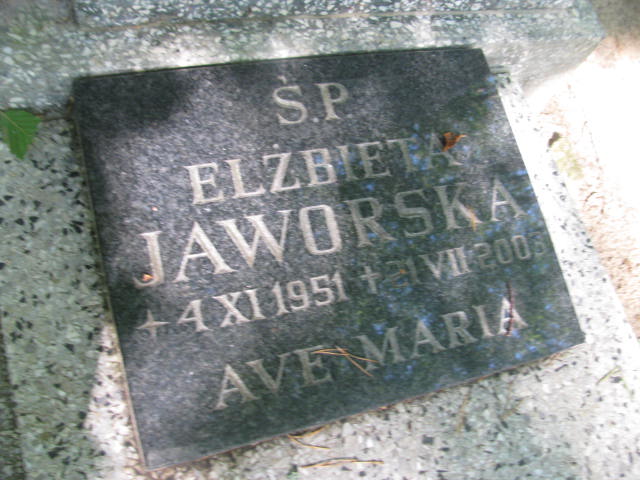 Ś.P
ELŻBIETA
JAWORSKA
+ 4 XI 1951 + 21 VII
AVE MARIA